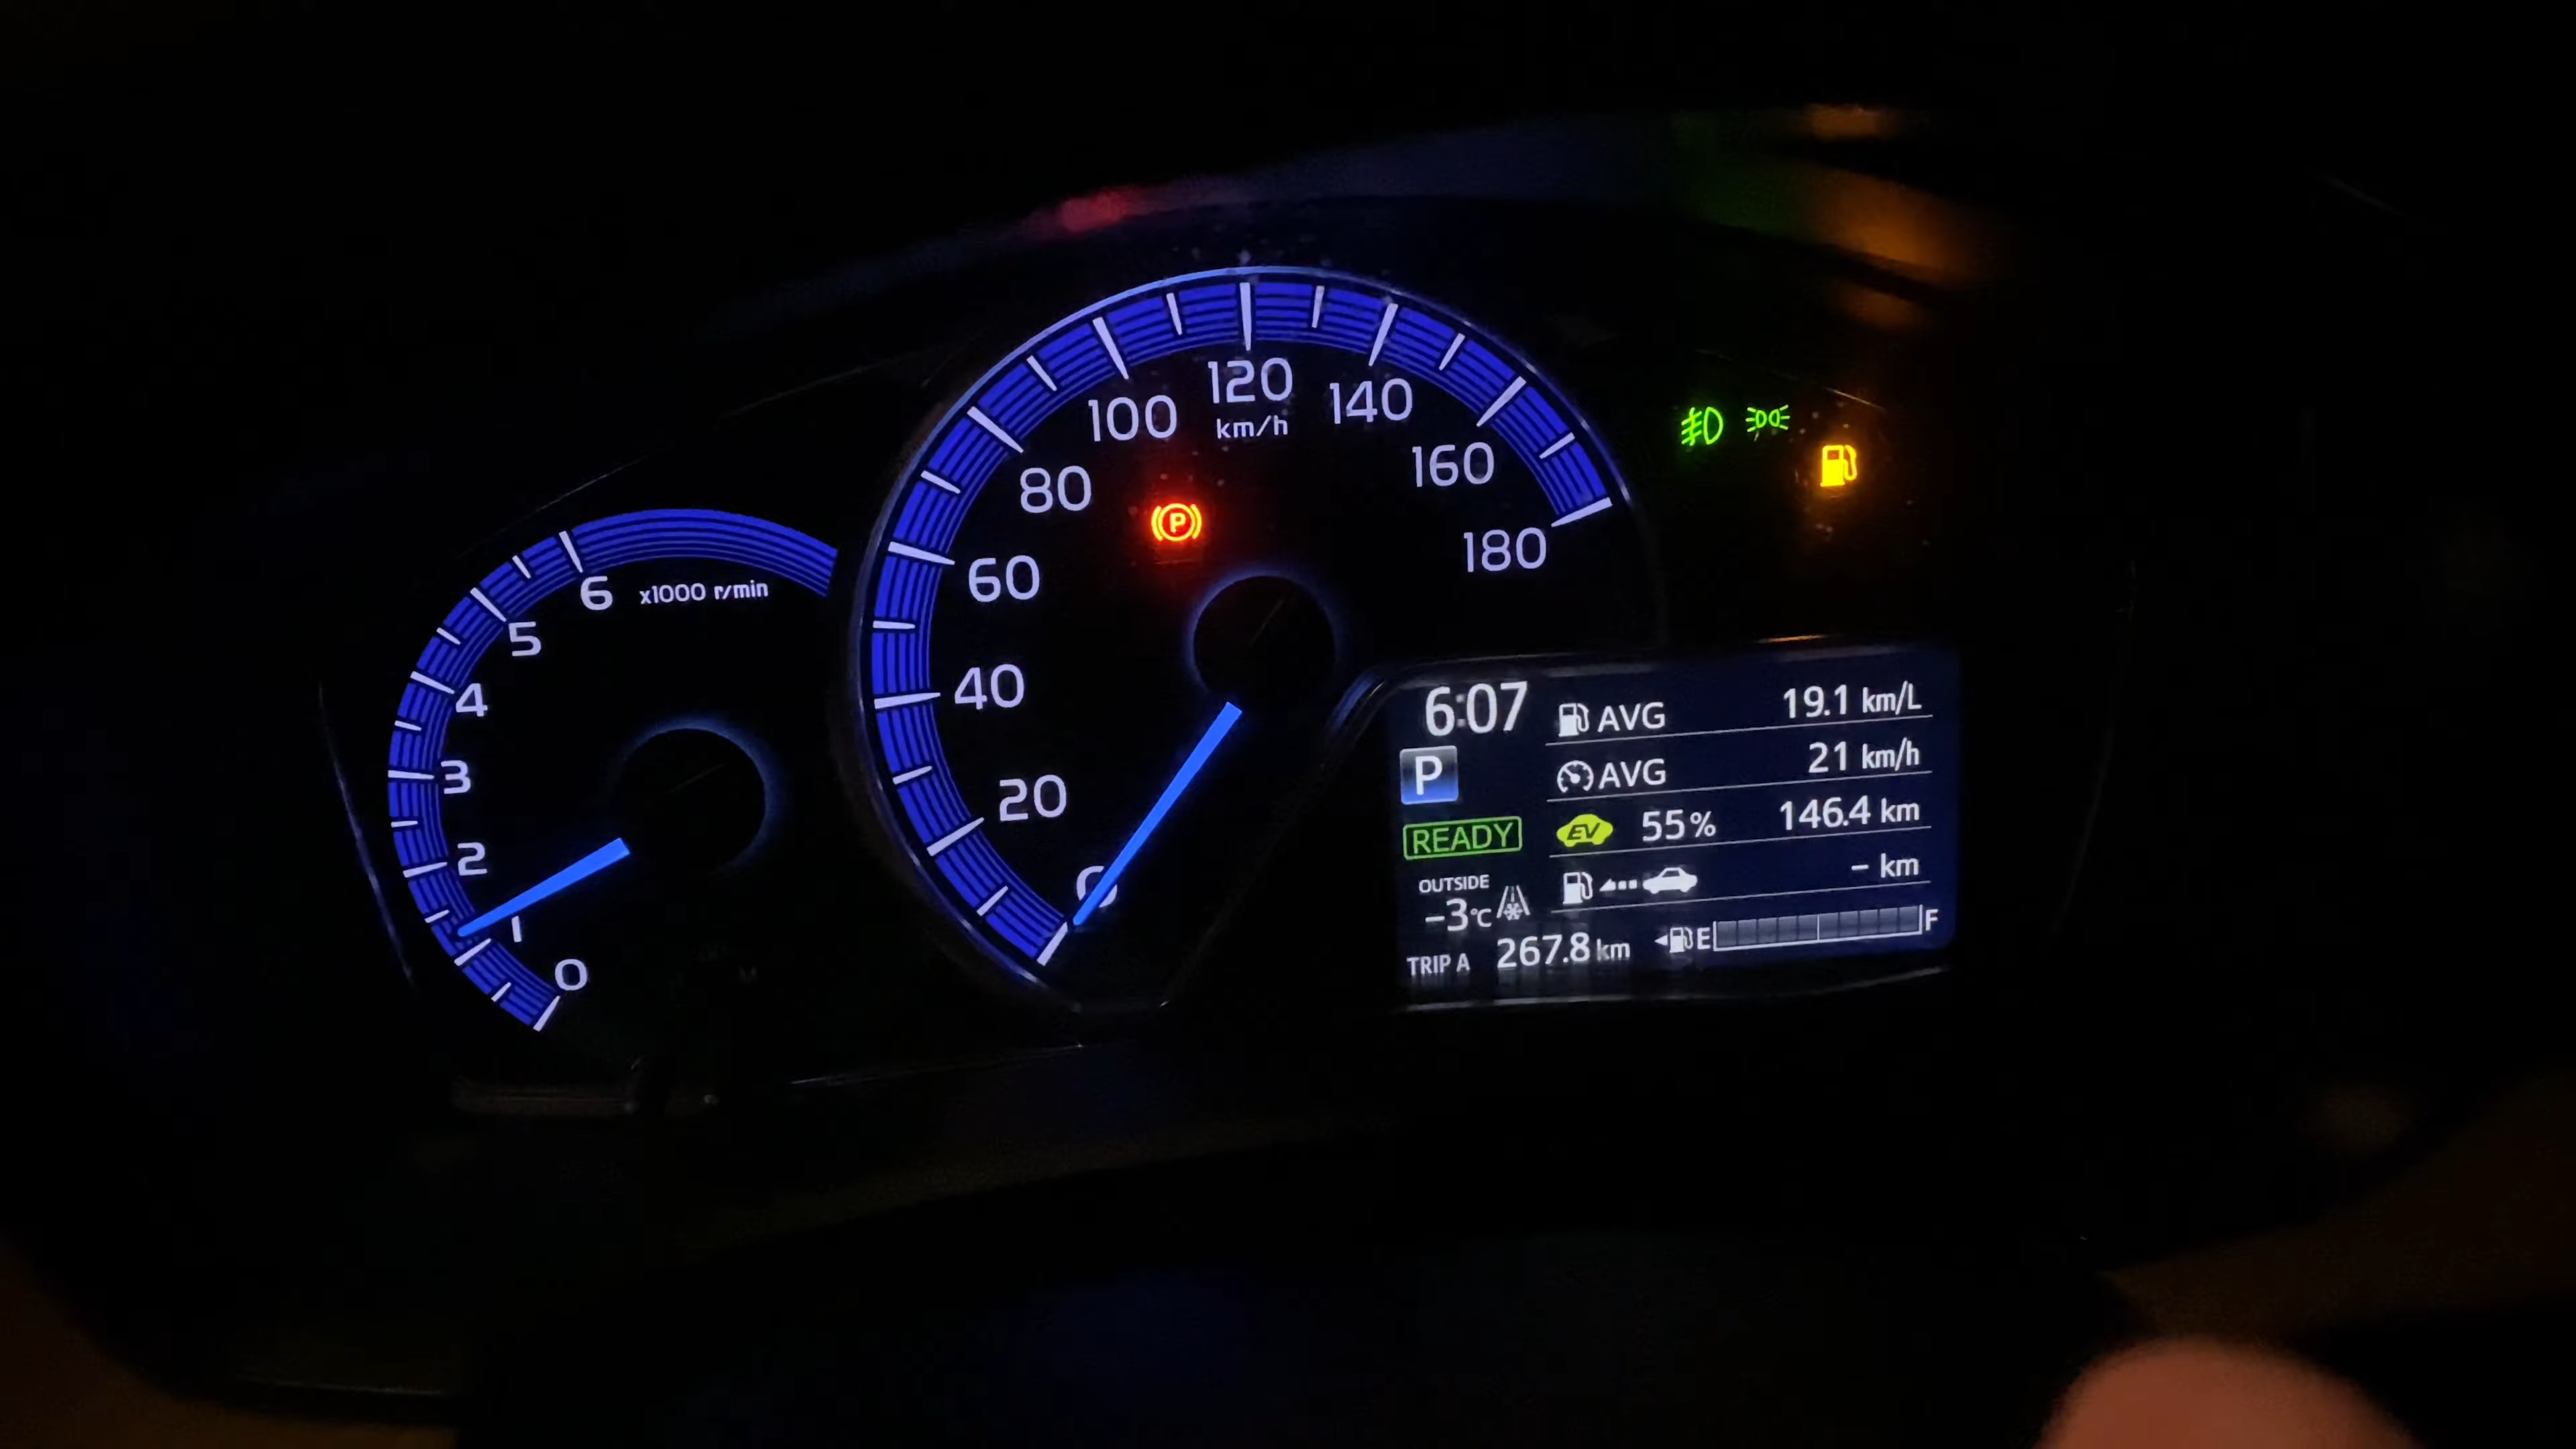 120
100
140
km/h
80
160
P
60
180
6
x1000 r/min
5
40
4
3
20
2
0
1
0
6:07
AVG
19.1 km/L
P
AVG
21 km/h
READY
EV
55%
146.4 km
OUTSIDE
-3°C
– km
TRIP A
267.8 km
E
F